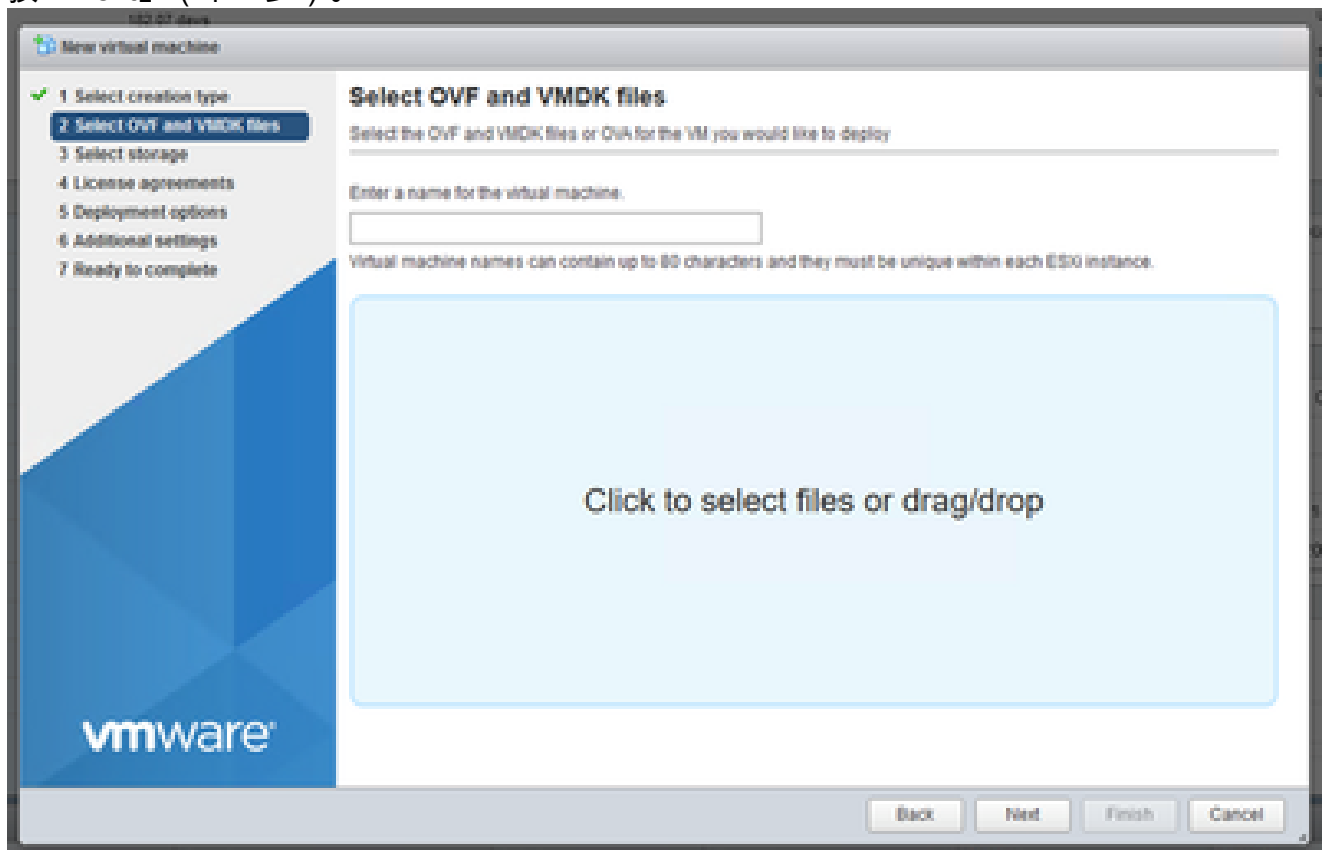 182.07 days
New virtual machine
1 Select creation type
2 Select OVF and VMDK files
3 Select storage
4 License agreements
5 Deployment options
6 Additional settings
7 Ready to complete
Select OVF and VMDK files
Select the OVF and VMDK files or OVA for the VM you would like to deploy
Enter a name for the virtual machine.
Virtual machine names can contain up to 80 characters and they must be unique within each ESXi instance.
Click to select files or drag/drop
vmware
Back
Next
Finish
Cancel